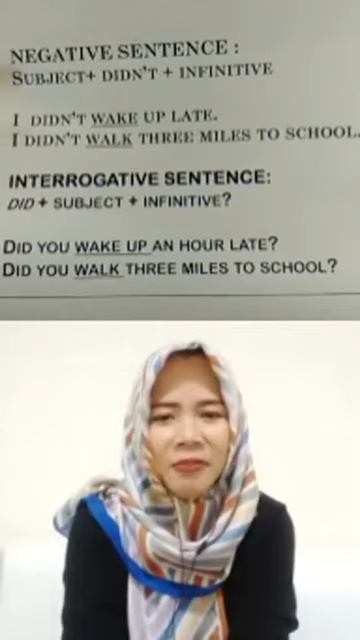 NEGATIVE SENTENCE :
SUBJECT+ DIDN'T + INFINITIVE
I DIDN'T WAKE UP LATE.
I DIDN'T WALK THREE MILES TO SCHOOL.
INTERROGATIVE SENTENCE:
DID + SUBJECT + INFINITIVE?
DID YOU WAKE UP AN HOUR LATE?
DID YOU WALK THREE MILES TO SCHOOL?